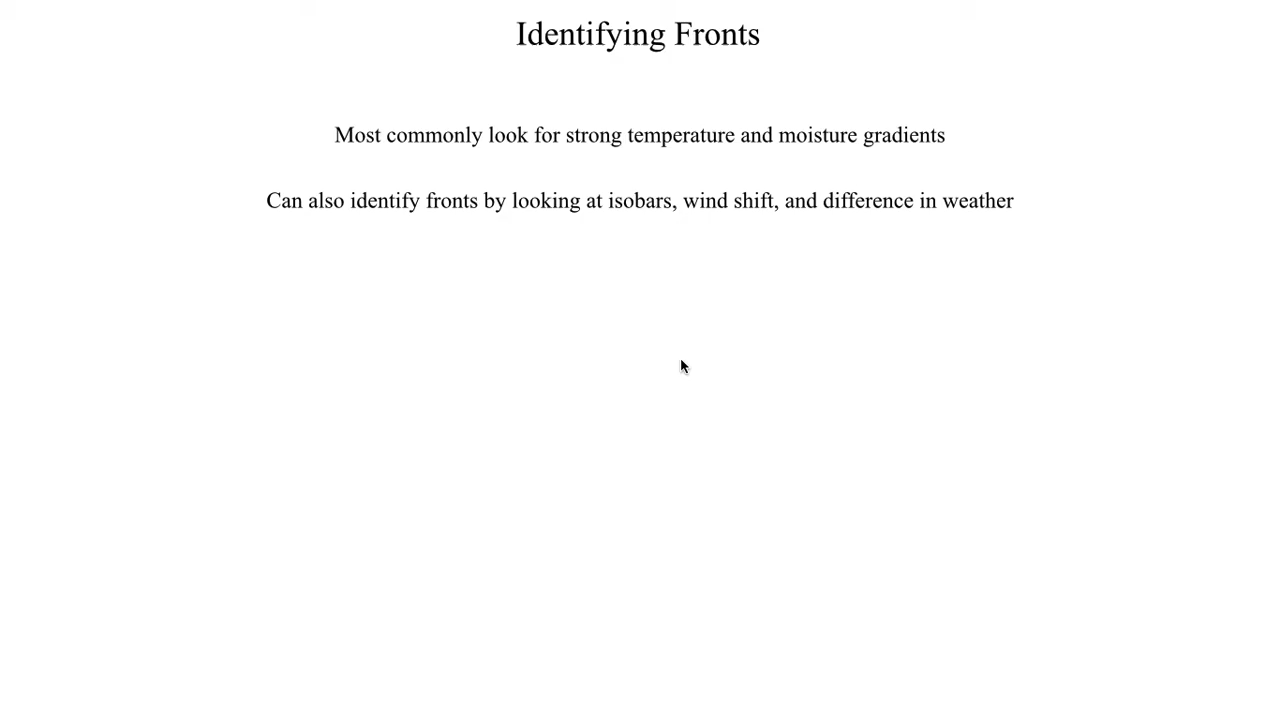 Identifying Fronts
Most commonly look for strong temperature and moisture gradients
Can also identify fronts by looking at isobars, wind shift, and difference in weather